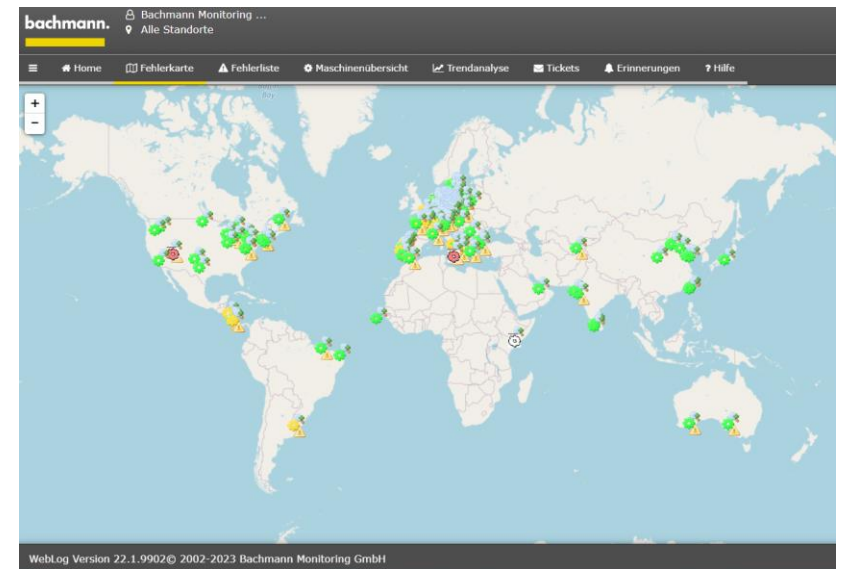 bachmann.
Bachmann Monitoring ...
Alle Standorte
Home Fehlerkarte Fehlerliste Maschinenübersicht Trendanalyse Tickets Erinnerungen ? Hilfe
+
−
Bay
WebLog Version 22.1.9902© 2002-2023 Bachmann Monitoring GmbH